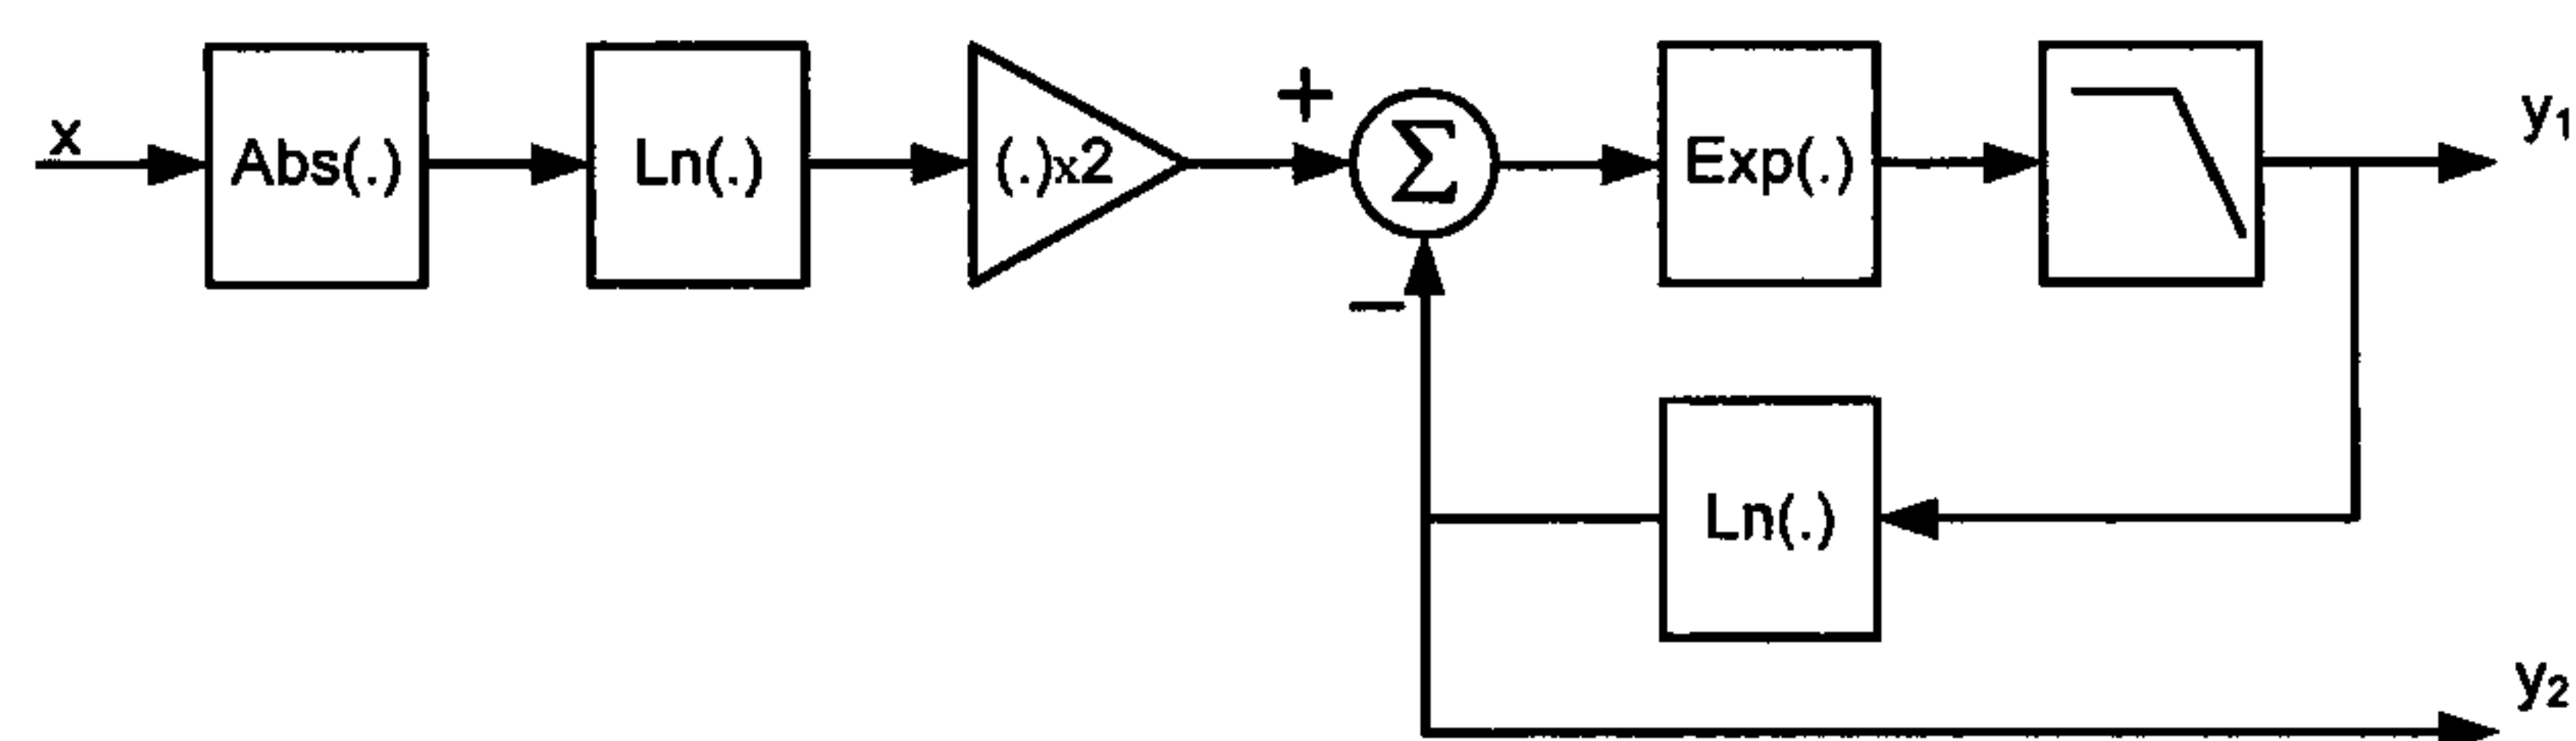 x
Abs(.)
Ln(.)
(.)x2
+
Σ
−
Exp(.)
y₁
Ln(.)
y₂